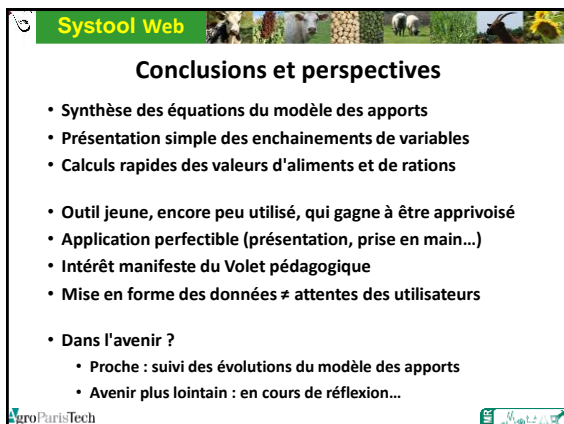 Systool Web
Conclusions et perspectives
• Synthèse des équations du modèle des apports
• Présentation simple des enchainements de variables
• Calculs rapides des valeurs d'aliments et de rations
• Outil jeune, encore peu utilisé, qui gagne à être apprivoisé
• Application perfectible (présentation, prise en main…)
• Intérêt manifeste du Volet pédagogique
• Mise en forme des données ≠ attentes des utilisateurs
• Dans l'avenir ?
• Proche : suivi des évolutions du modèle des apports
• Avenir plus lointain : en cours de réflexion…
AgroParisTech